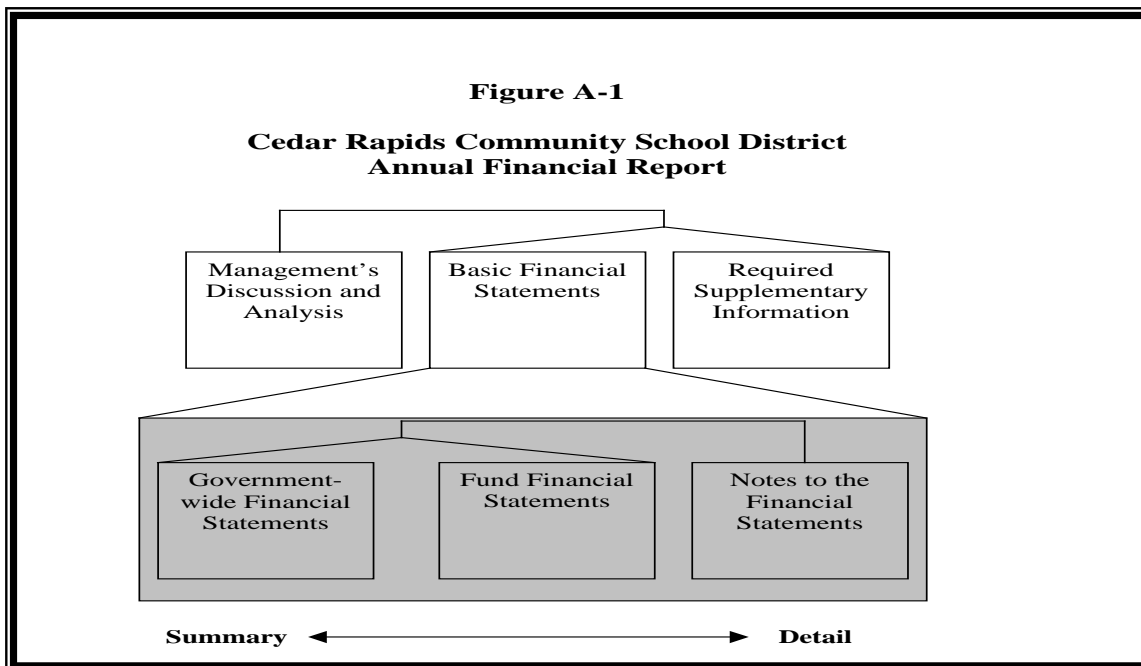 Figure A-1
Cedar Rapids Community School District
Annual Financial Report
Management's
Discussion and
Analysis
Basic Financial
Statements
Required
Supplementary
Information
Government-
wide Financial
Statements
Fund Financial
Statements
Notes to the
Financial
Statements
Summary
Detail